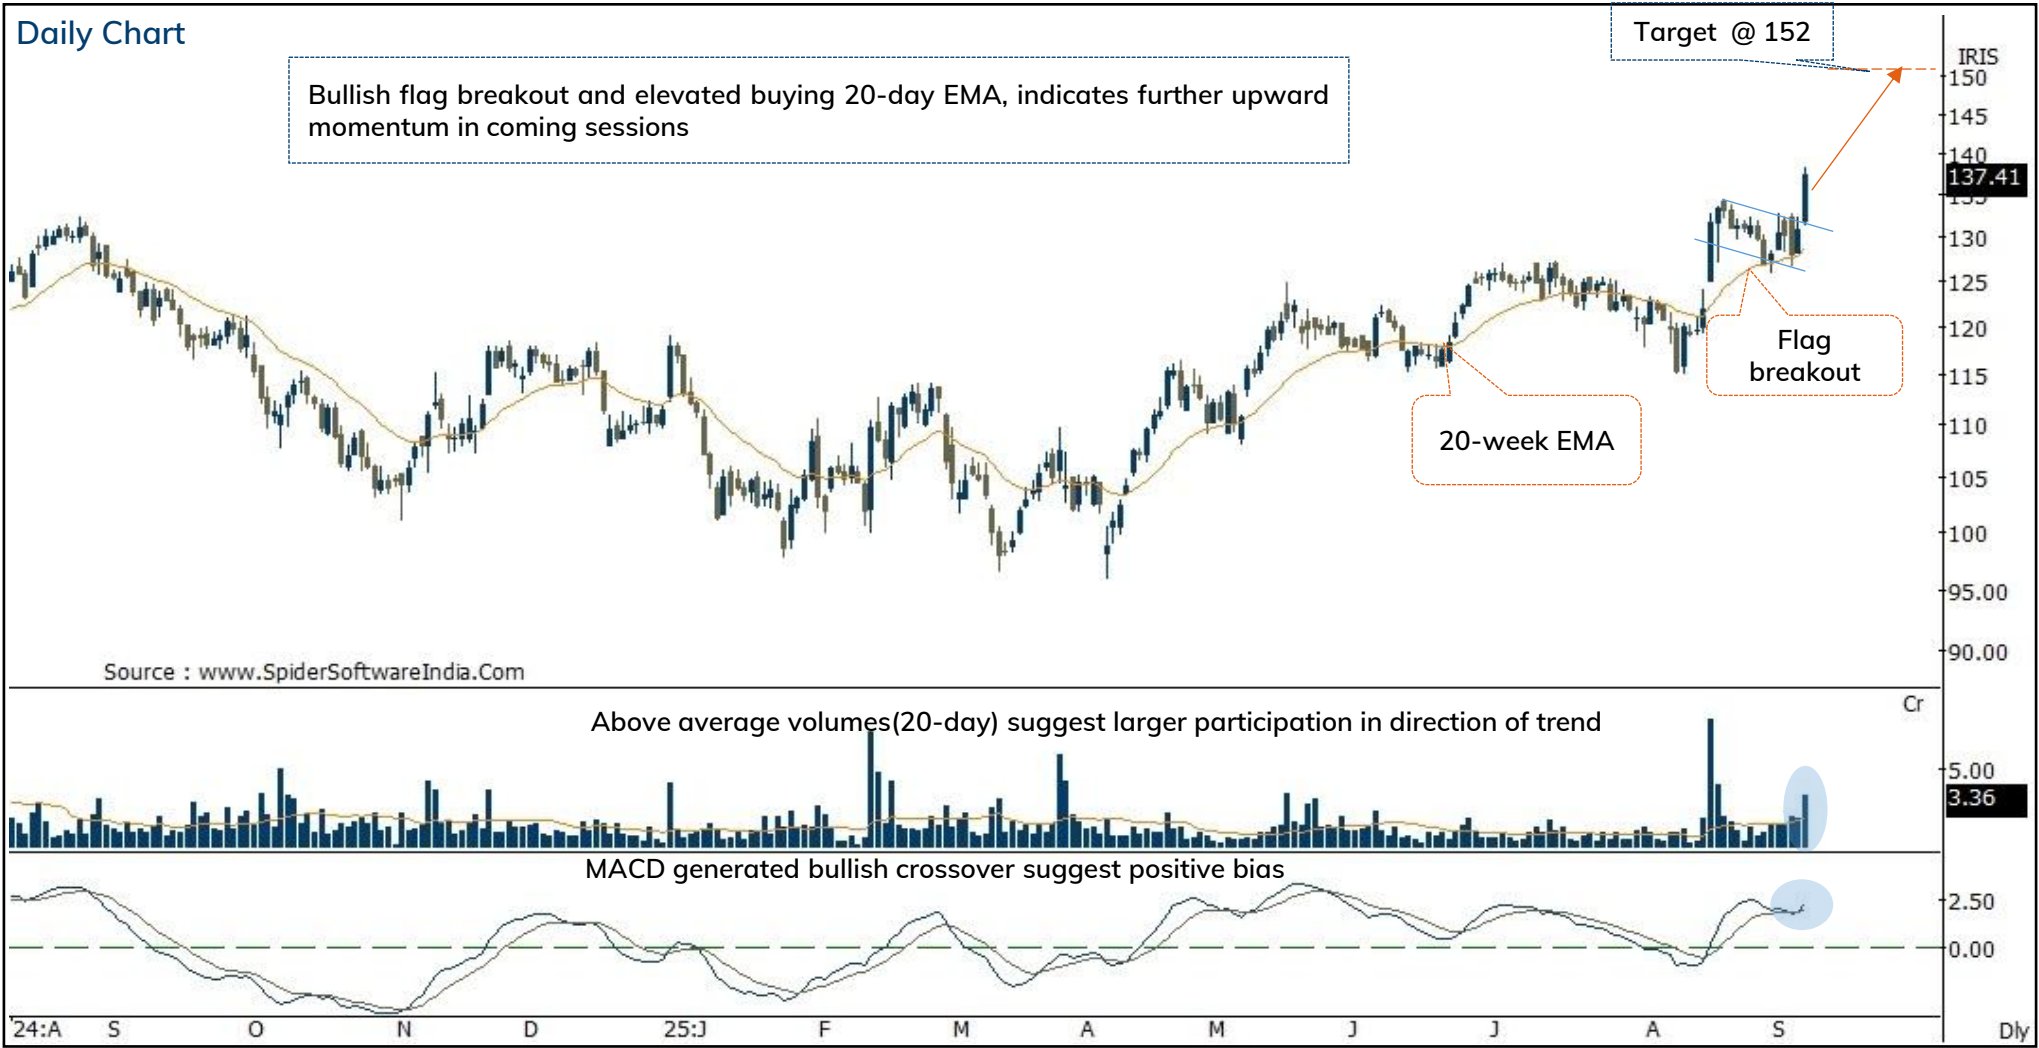 Daily Chart
Target @ 152
IRIS
Bullish flag breakout and elevated buying 20-day EMA, indicates further upward
momentum in coming sessions
150
145
140
137.41
135
130
125
120
115
110
105
100
95.00
90.00
Flag
breakout
20-week EMA
Source : www.SpiderSoftwareIndia.Com
Cr
Above average volumes(20-day) suggest larger participation in direction of trend
5.00
3.36
MACD generated bullish crossover suggest positive bias
2.50
0.00
'24:A S O N D 25:J F M A M J J A S Dly